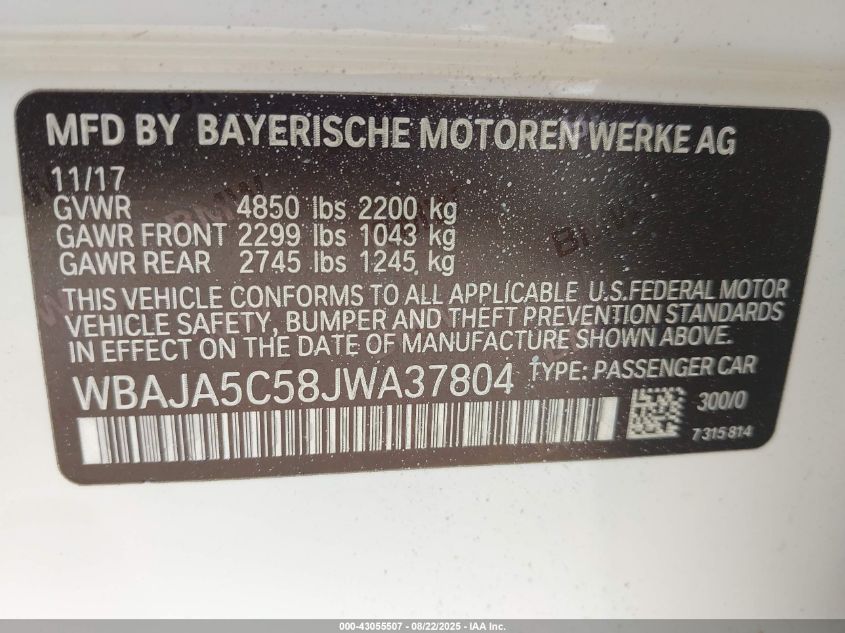 MFD BY BAYERISCHE MOTOREN WERKE AG
11/17
GVWR 4850 lbs 2200 kg
GAWR FRONT 2299 lbs 1043 kg
GAWR REAR 2745 lbs 1245 kg
THIS VEHICLE CONFORMS TO ALL APPLICABLE U.S.FEDERAL MOTOR
VEHICLE SAFETY, BUMPER AND THEFT PREVENTION STANDARDS
IN EFFECT ON THE DATE OF MANUFACTURE SHOWN ABOVE.
WBAJA5C58JWA37804 TYPE: PASSENGER CAR
300/0
7315814
000-43055507 - 08/22/2025 - IAA Inc.